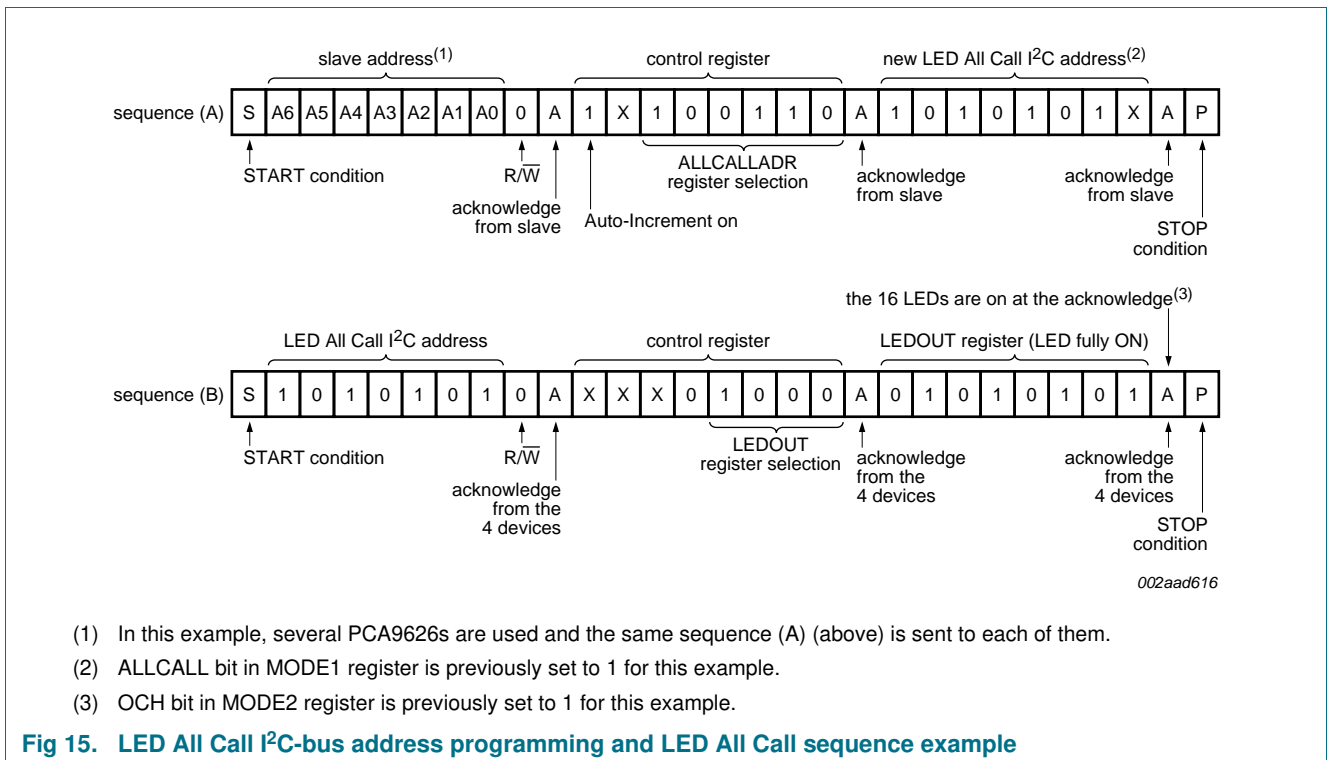 slave address(1) control register new LED All Call I2C address(2)
sequence (A) S A6 A5 A4 A3 A2 A1 A0 0 A 1 X 1 0 0 1 1 0 A 1 0 1 0 1 0 1 X A P
START condition R/W ALLCALLADR acknowledge acknowledge
register selection from slave from slave
acknowledge Auto-Increment on
from slave STOP
condition
the 16 LEDs are on at the acknowledge(3)
LED All Call I2C address control register LEDOUT register (LED fully ON)
sequence (B) S 1 0 1 0 1 0 1 0 A X X X 0 1 0 0 0 A 0 1 0 1 0 1 0 1 A P
START condition R/W LEDOUT acknowledge acknowledge
register selection from the from the
acknowledge 4 devices 4 devices
from the
4 devices STOP
condition
002aad616
(1) In this example, several PCA9626s are used and the same sequence (A) (above) is sent to each of them.
(2) ALLCALL bit in MODE1 register is previously set to 1 for this example.
(3) OCH bit in MODE2 register is previously set to 1 for this example.
Fig 15. LED All Call I2C-bus address programming and LED All Call sequence example